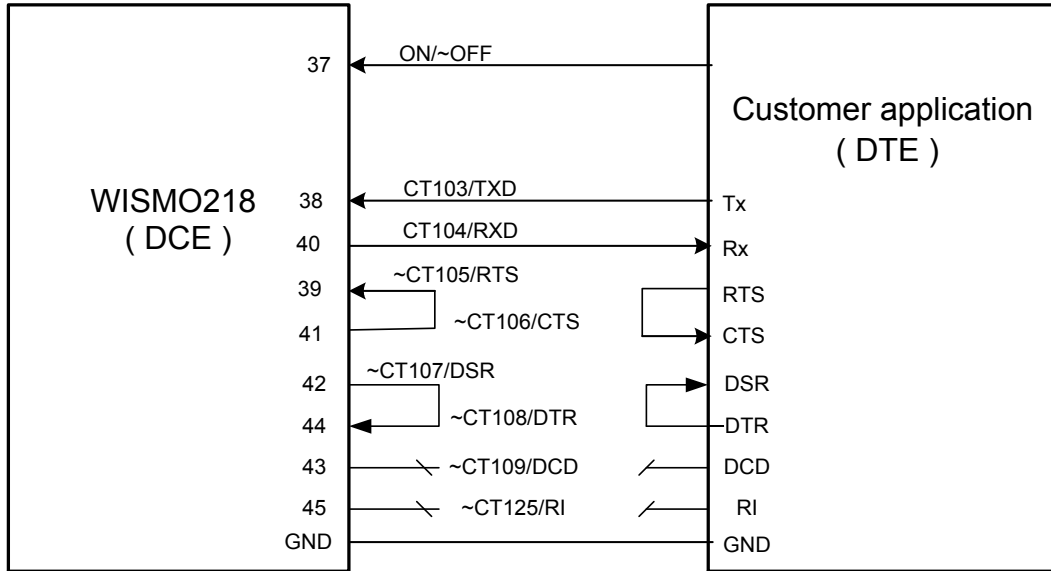 37
ON/~OFF
Customer application
( DTE )
WISMO218
( DCE )
38
CT103/TXD
Tx
40
CT104/RXD
Rx
39
~CT105/RTS
RTS
41
~CT106/CTS
CTS
42
~CT107/DSR
DSR
44
~CT108/DTR
DTR
43
~CT109/DCD
DCD
45
~CT125/RI
RI
GND
GND